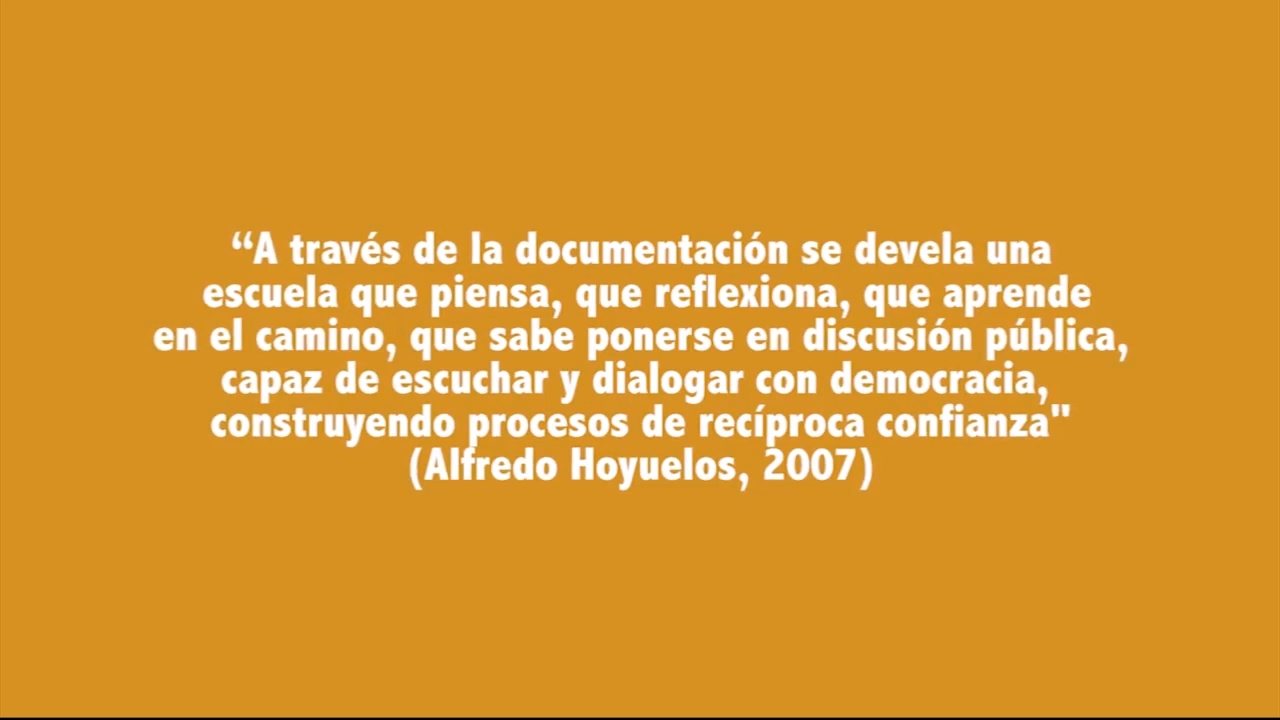 “A través de la documentación se devela una
escuela que piensa, que reflexiona, que aprende
en el camino, que sabe ponerse en discusión pública,
capaz de escuchar y dialogar con democracia,
construyendo procesos de recíproca confianza"
(Alfredo Hoyuelos, 2007)